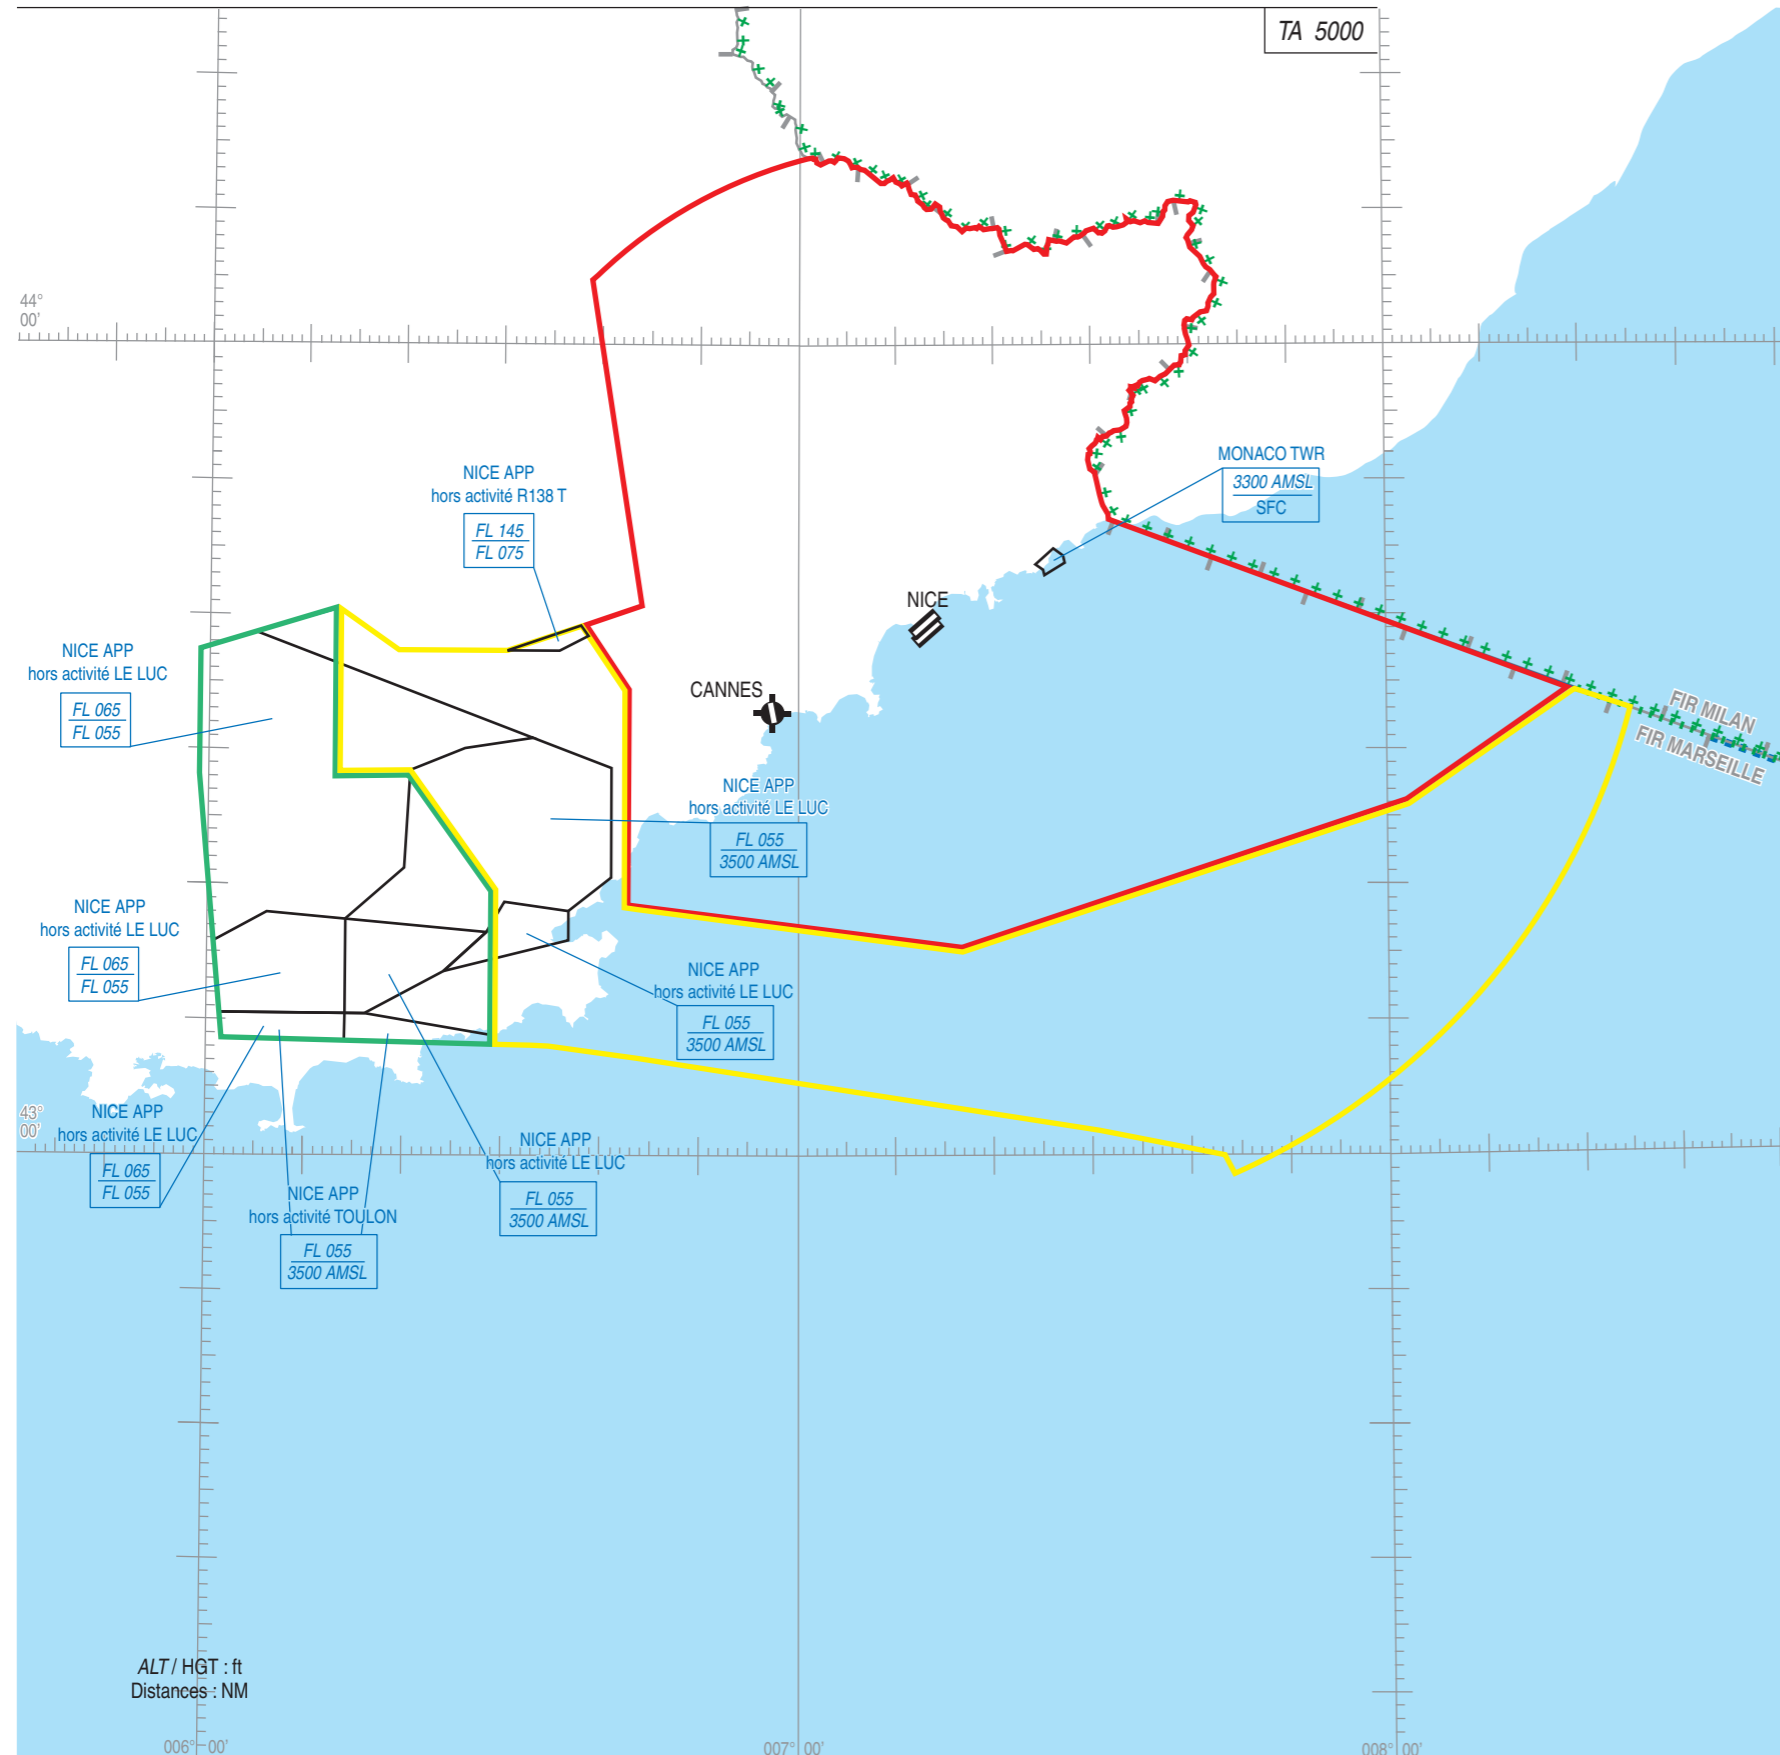 TA 5000
44°
00'
MONACO TWR
3300 AMSL
SFC
NICE APP
hors activité R138 T
FL 145
FL 075
NICE
NICE APP
hors activité LE LUC
FL 065
FL 055
CANNES
FIR MILAN
FIR MARSEILLE
NICE APP
hors activité LE LUC
FL 055
3500 AMSL
NICE APP
hors activité LE LUC
FL 065
FL 055
NICE APP
hors activité LE LUC
FL 055
3500 AMSL
43°
00'
NICE APP
hors activité LE LUC
FL 065
FL 055
NICE APP
hors activité LE LUC
FL 055
3500 AMSL
NICE APP
hors activité TOULON
FL 055
3500 AMSL
ALT / HGT : ft
Distances : NM
006° 00'
007° 00'
008° 00'